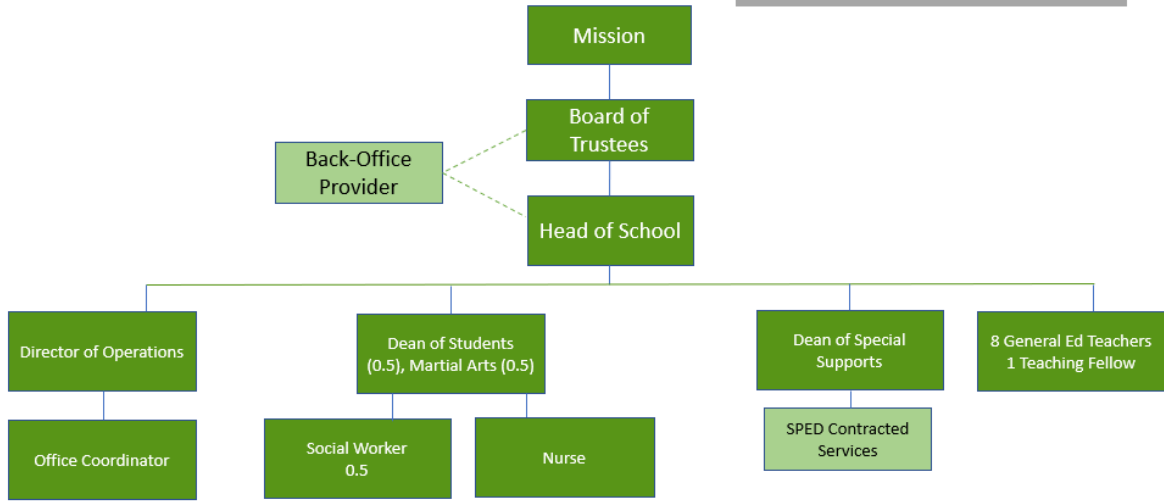 Mission
Board of
Trustees
Back-Office
Provider
Head of School
Director of Operations
Dean of Students
(0.5), Martial Arts (0.5)
Dean of Special
Supports
8 General Ed Teachers
1 Teaching Fellow
Office Coordinator
Social Worker
0.5
Nurse
SPED Contracted
Services